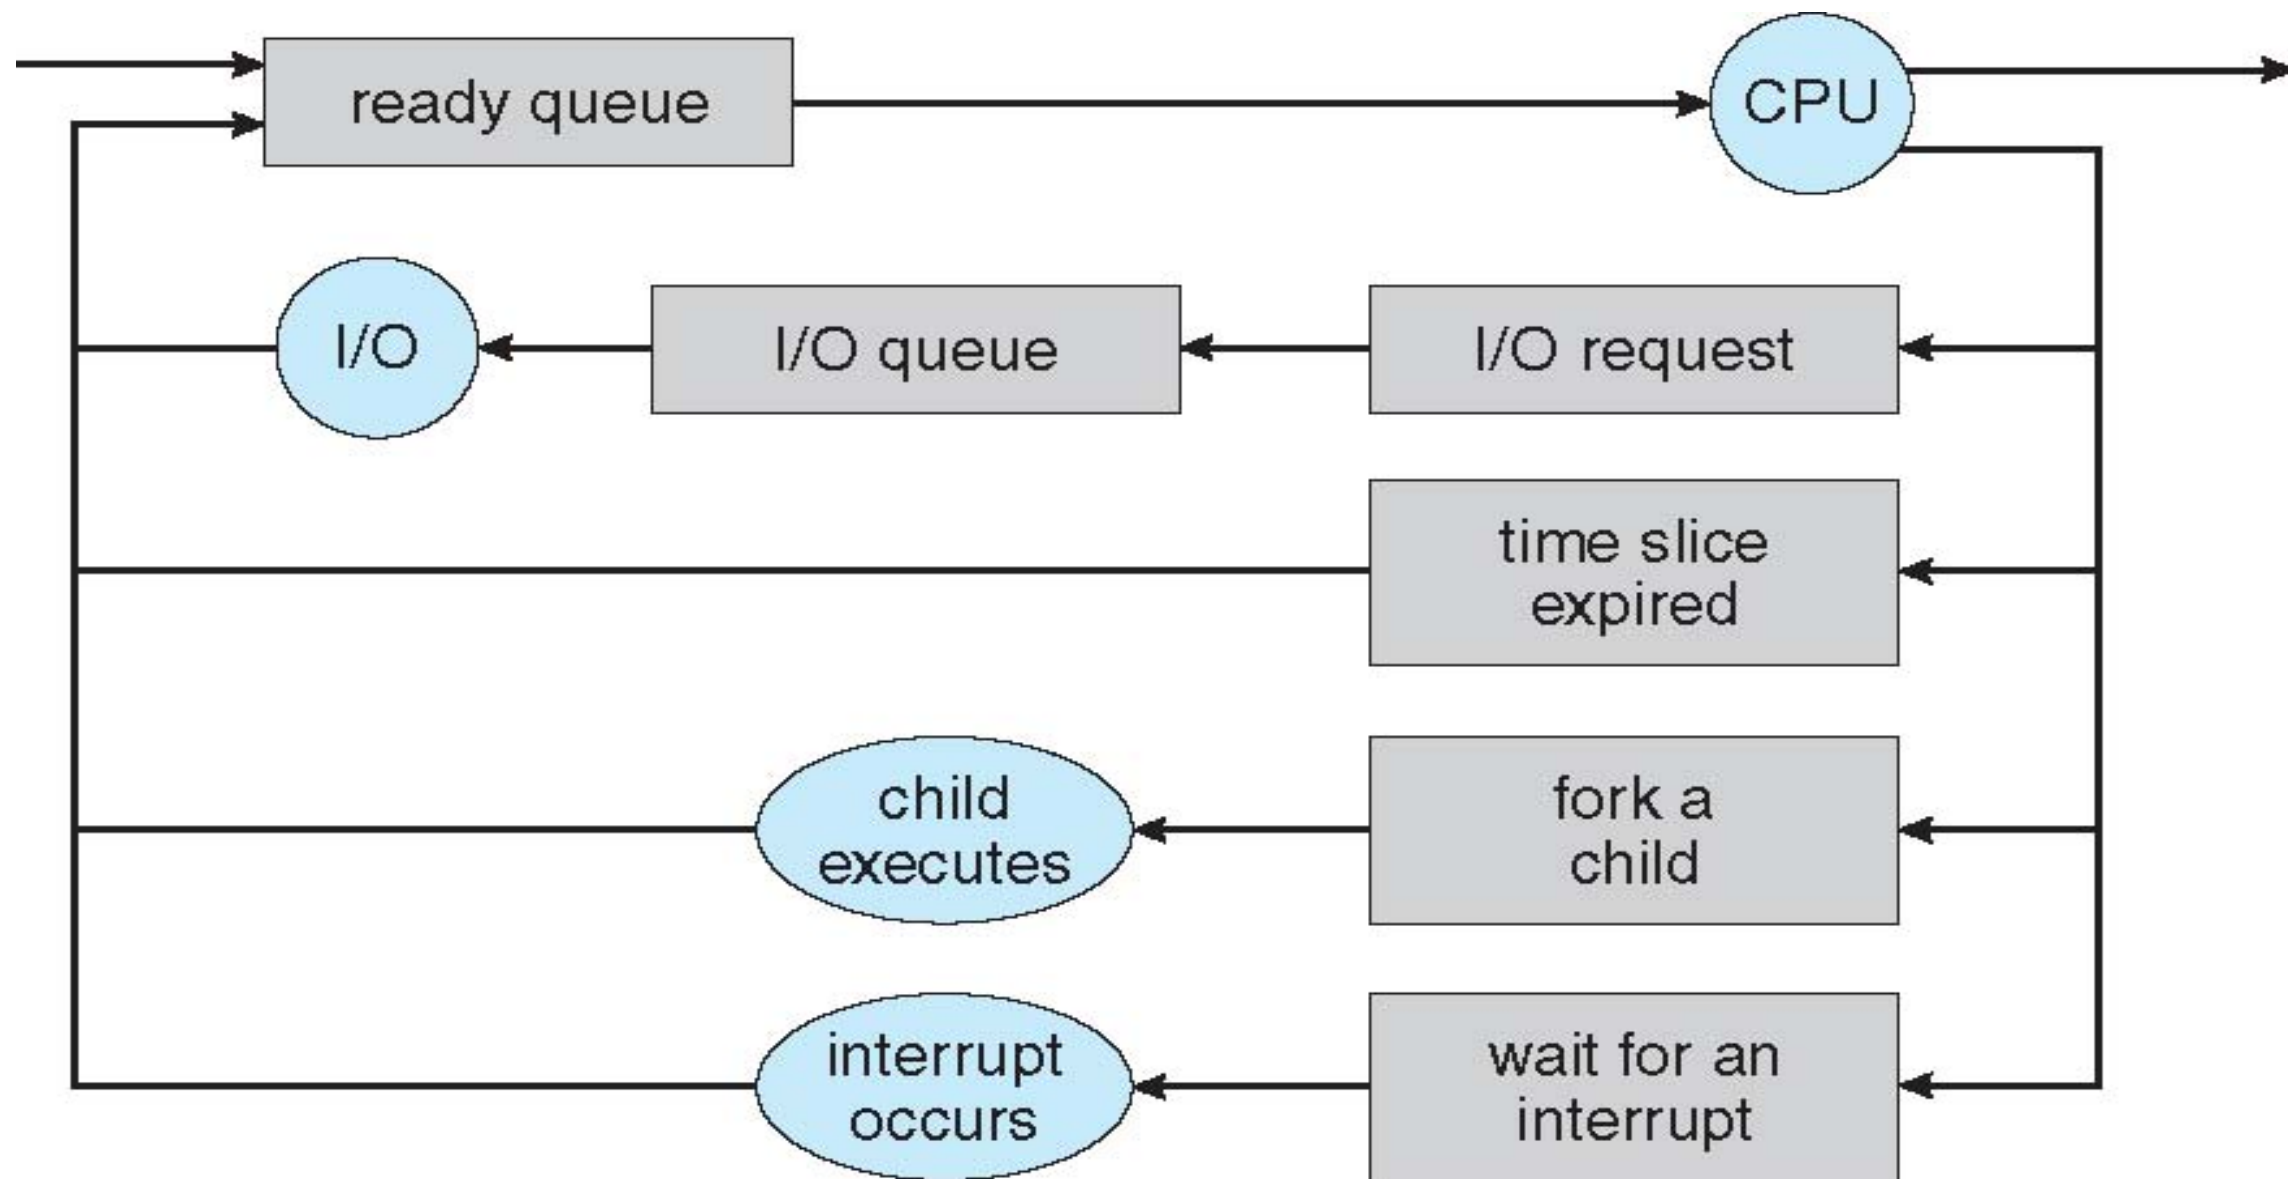 ready queue
CPU
I/O
I/O queue
I/O request
time slice
expired
child
executes
fork a
child
interrupt
occurs
wait for an
interrupt